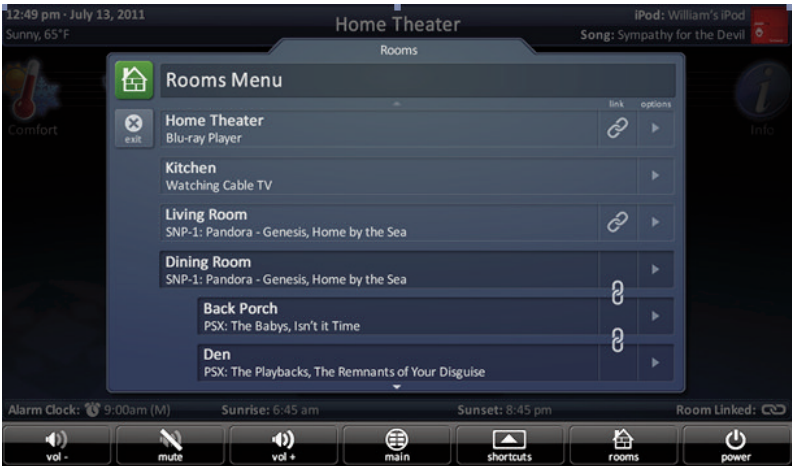 12:49 pm · July 13, 2011
Sunny, 65°F
Home Theater
iPod: William's iPod
Song: Sympathy for the Devil
Rooms
Rooms Menu
link options
exit
Home Theater
Blu-ray Player
Kitchen
Watching Cable TV
Living Room
SNP-1: Pandora - Genesis, Home by the Sea
Dining Room
SNP-1: Pandora - Genesis, Home by the Sea
Back Porch
PSX: The Babys, Isn't it Time
Den
PSX: The Playbacks, The Remnants of Your Disguise
Comfort
Info
Alarm Clock: 9:00am (M)
Sunrise: 6:45 am
Sunset: 8:45 pm
Room Linked:
vol -
mute
vol +
main
shortcuts
rooms
power